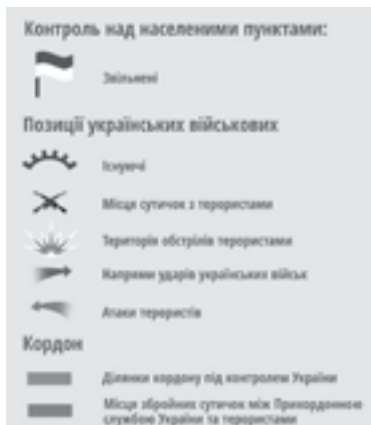 Контроль над населеними пунктами:
Звільнені
Позиції українських військових
Існуючі
Місця сутичок з терористами
Територія обстрілів терористами
Напрями ударів українських військ
Атаки терористів
Кордон
Ділянки кордону під контролем України
Місця збройних сутичок між Прикордонною
службою України та терористами